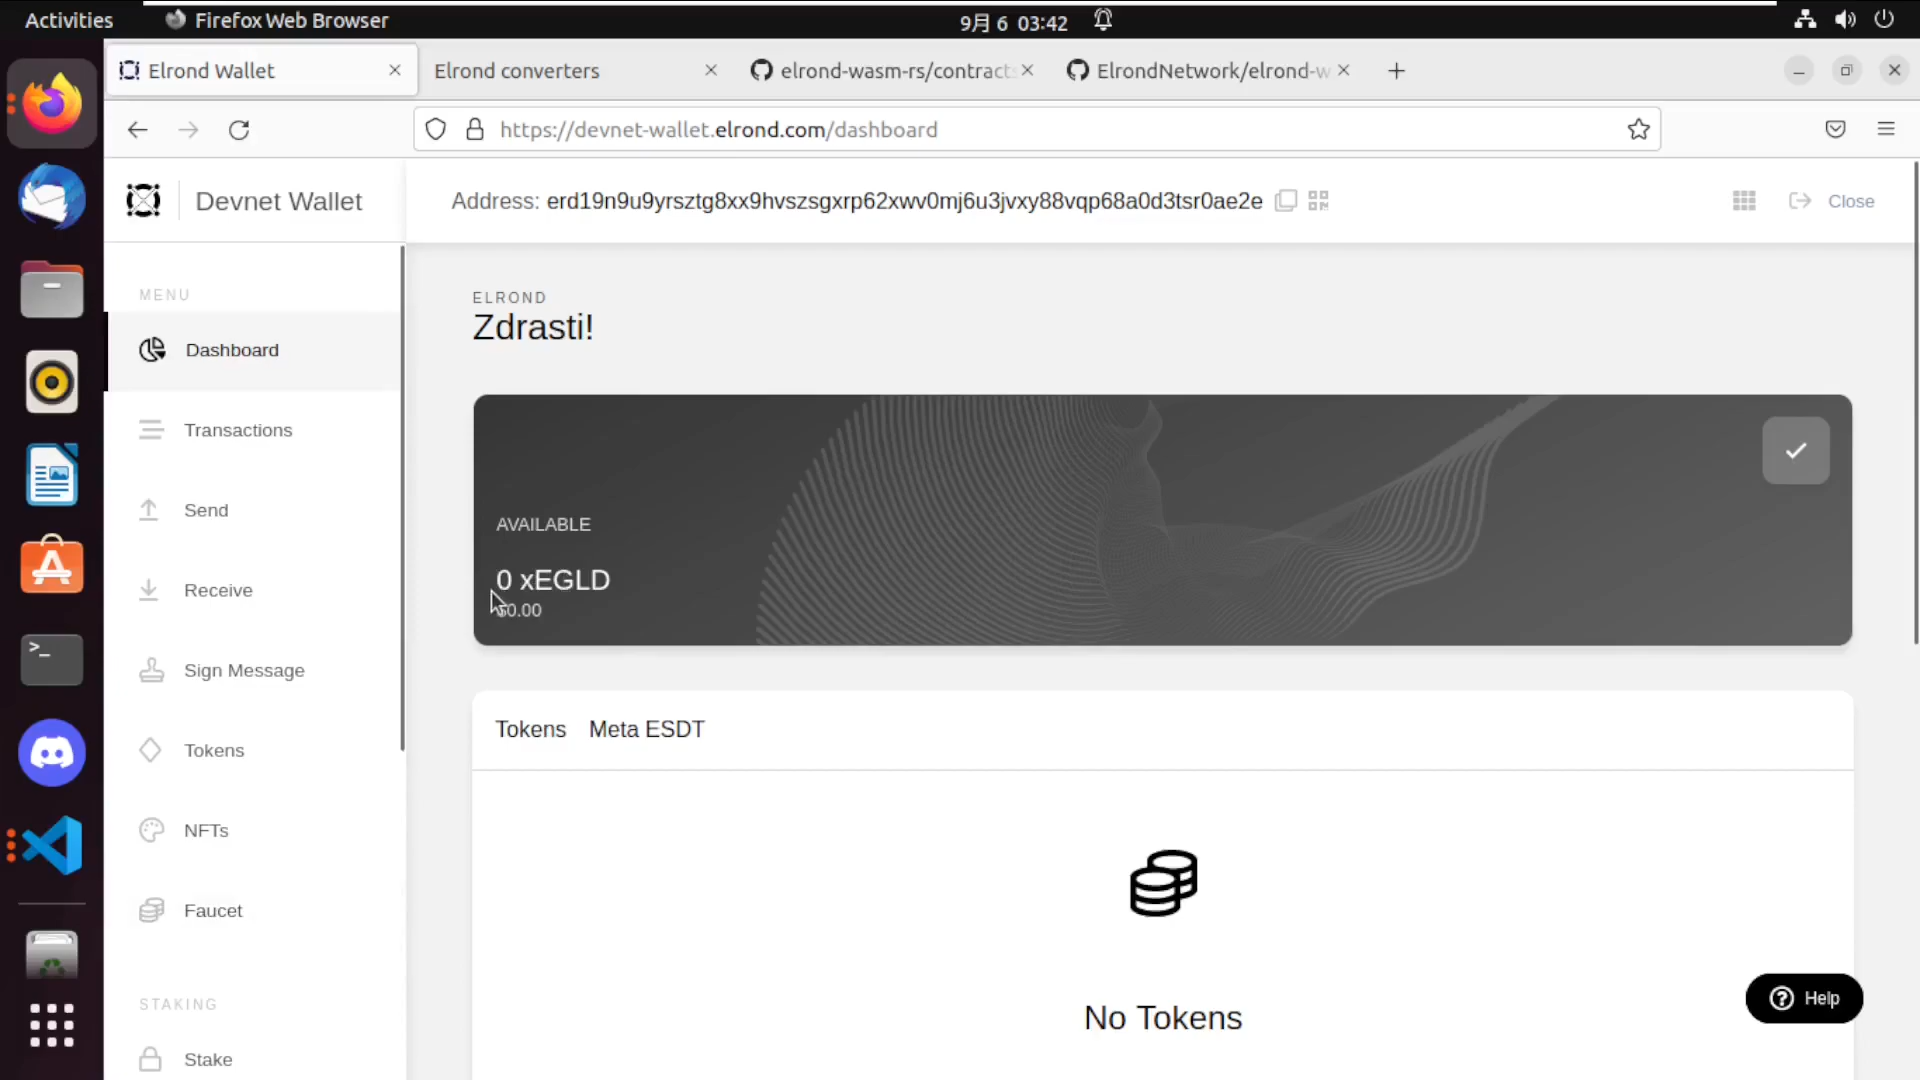 Activities
Firefox Web Browser
9月 6 03:42
Elrond Wallet
Elrond converters
elrond-wasm-rs/contracts
ElrondNetwork/elrond-w
https://devnet-wallet.elrond.com/dashboard
Devnet Wallet
Address: erd19n9u9yrsztg8xx9hvszsgxrp62xwv0mj6u3jvxy88vqp68a0d3tsr0ae2e
Close
MENU
Dashboard
Transactions
Send
Receive
Sign Message
Tokens
NFTs
Faucet
STAKING
Stake
ELROND
Zdrasti!
AVAILABLE
0 xEGLD
$0.00
Tokens Meta ESDT
No Tokens
Help